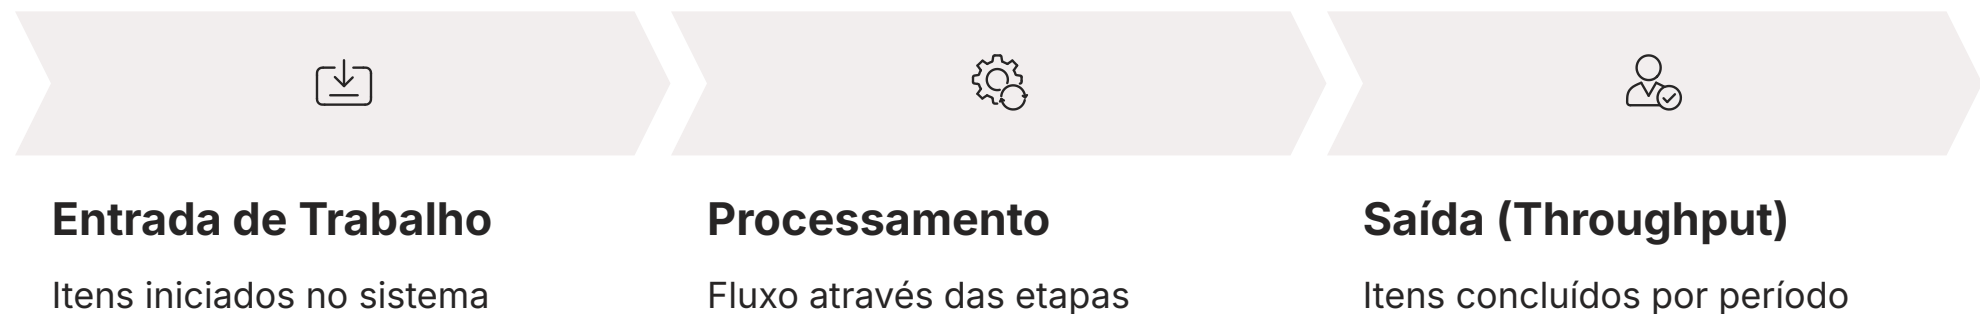 Entrada de Trabalho
Itens iniciados no sistema
Processamento
Fluxo através das etapas
Saída (Throughput)
Itens concluídos por período